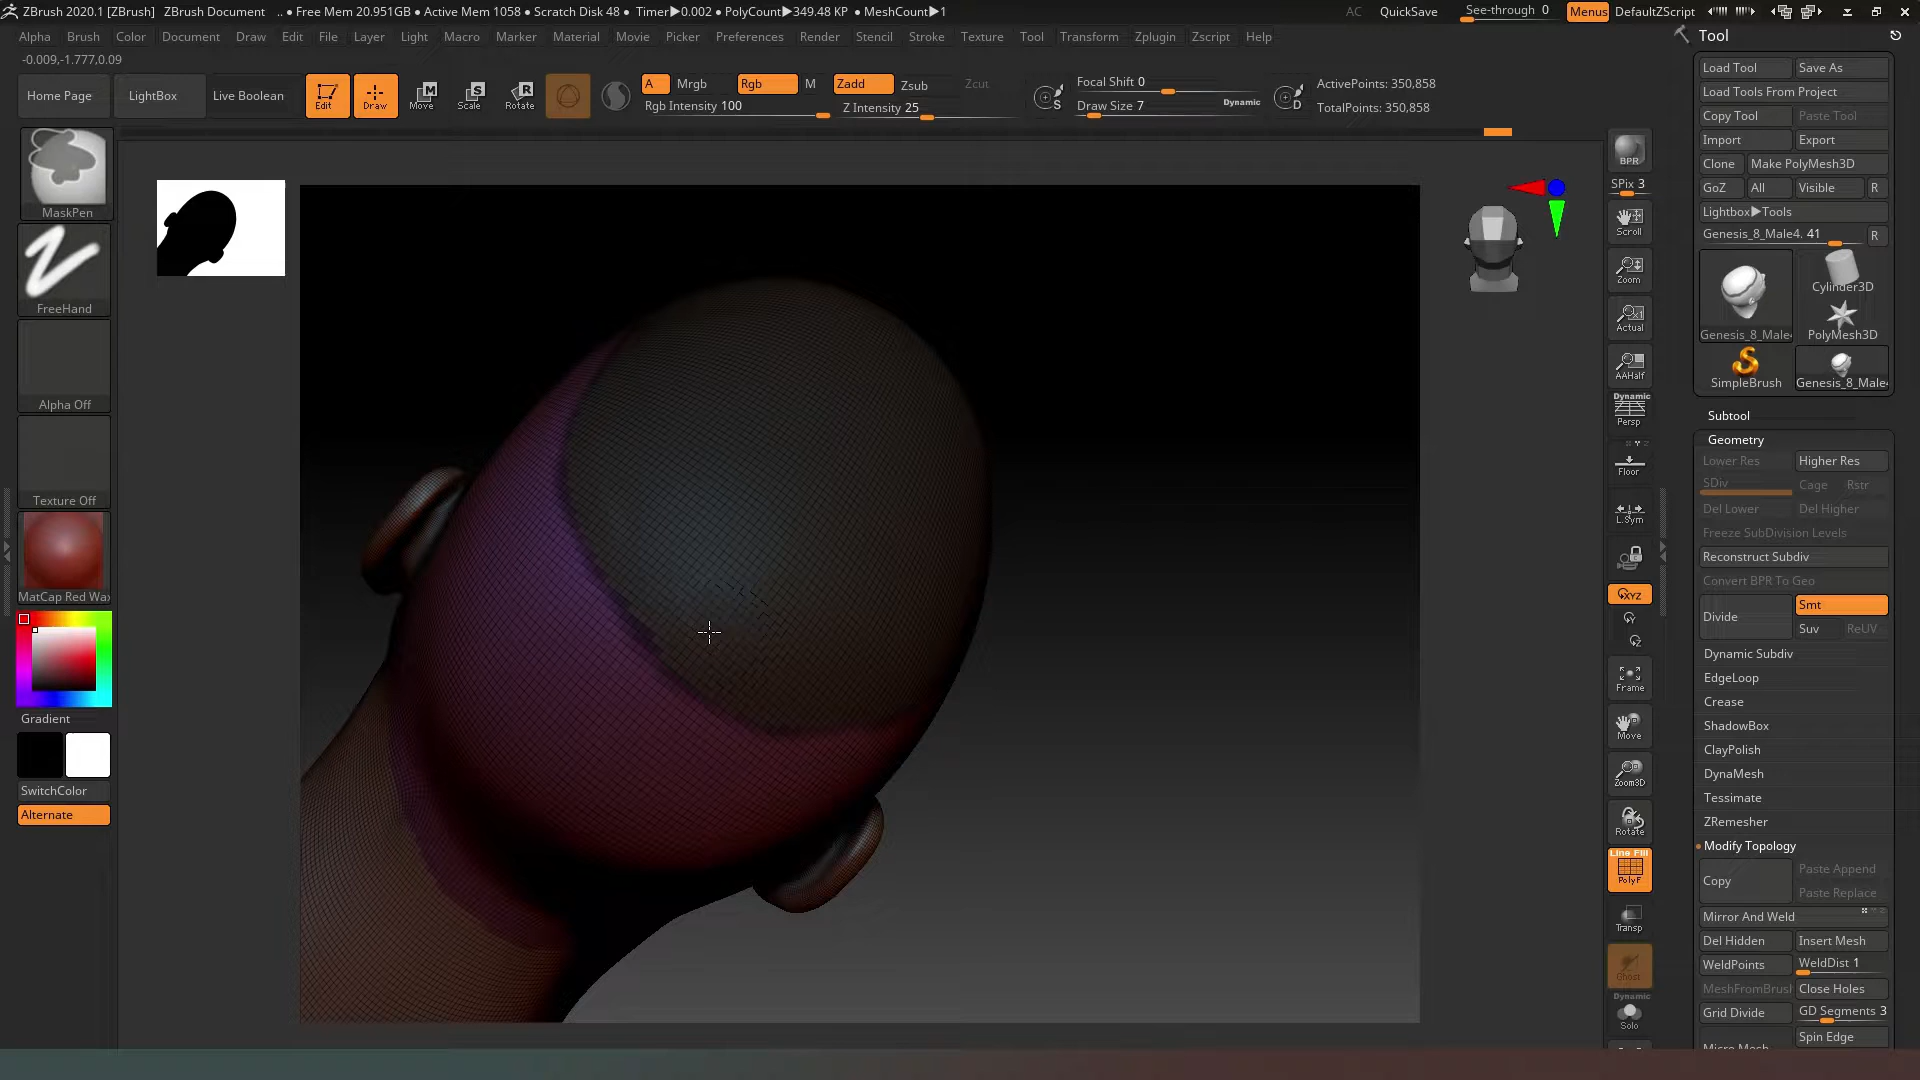 ZBrush 2020.1 [ZBrush] ZBrush Document .. • Free Mem 20.951GB • Active Mem 1058 • Scratch Disk 48 • Timer▶0.002 • PolyCount▶349.48 KP • MeshCount▶1 AC QuickSave See-through 0 Menus DefaultZScript
Alpha Brush Color Document Draw Edit File Layer Light Macro Marker Material Movie Picker Preferences Render Stencil Stroke Texture Tool Transform Zplugin Zscript Help
-0.009,-1.777,0.09
Home Page LightBox Live Boolean Edit Draw Move Scale Rotate
A Mrgb Rgb M Zadd Zsub Zcut
Rgb Intensity 100 Z Intensity 25
S Focal Shift 0
Draw Size 7 Dynamic
D ActivePoints: 350,858
TotalPoints: 350,858
MaskPen
FreeHand
Alpha Off
Texture Off
MatCap Red Wax
Gradient
SwitchColor
Alternate
BPR
SPix 3
Scroll
Zoom
Actual
AAHalf
Dynamic
Persp
Floor
L.Sym
XYZ
Y
Z
Frame
Move
Zoom3D
Rotate
Line Fill
PolyF
Transp
Ghost
Dynamic
Solo
Tool
Load Tool Save As
Load Tools From Project
Copy Tool Paste Tool
Import Export
Clone Make PolyMesh3D
GoZ All Visible R
Lightbox▶Tools
Genesis_8_Male4. 41 R
Cylinder3D
Genesis_8_Male4 PolyMesh3D
SimpleBrush Genesis_8_Male4
Subtool
Geometry
Lower Res Higher Res
SDiv Cage Rstr
Del Lower Del Higher
Freeze SubDivision Levels
Reconstruct Subdiv
Convert BPR To Geo
Divide Smt
Suv ReUV
Dynamic Subdiv
EdgeLoop
Crease
ShadowBox
ClayPolish
DynaMesh
Tessimate
ZRemesher
Modify Topology
Copy Paste Append
Paste Replace
Mirror And Weld
Del Hidden Insert Mesh
WeldPoints WeldDist 1
MeshFromBrush Close Holes
Grid Divide GD Segments 3
Spin Edge
Micro Mesh